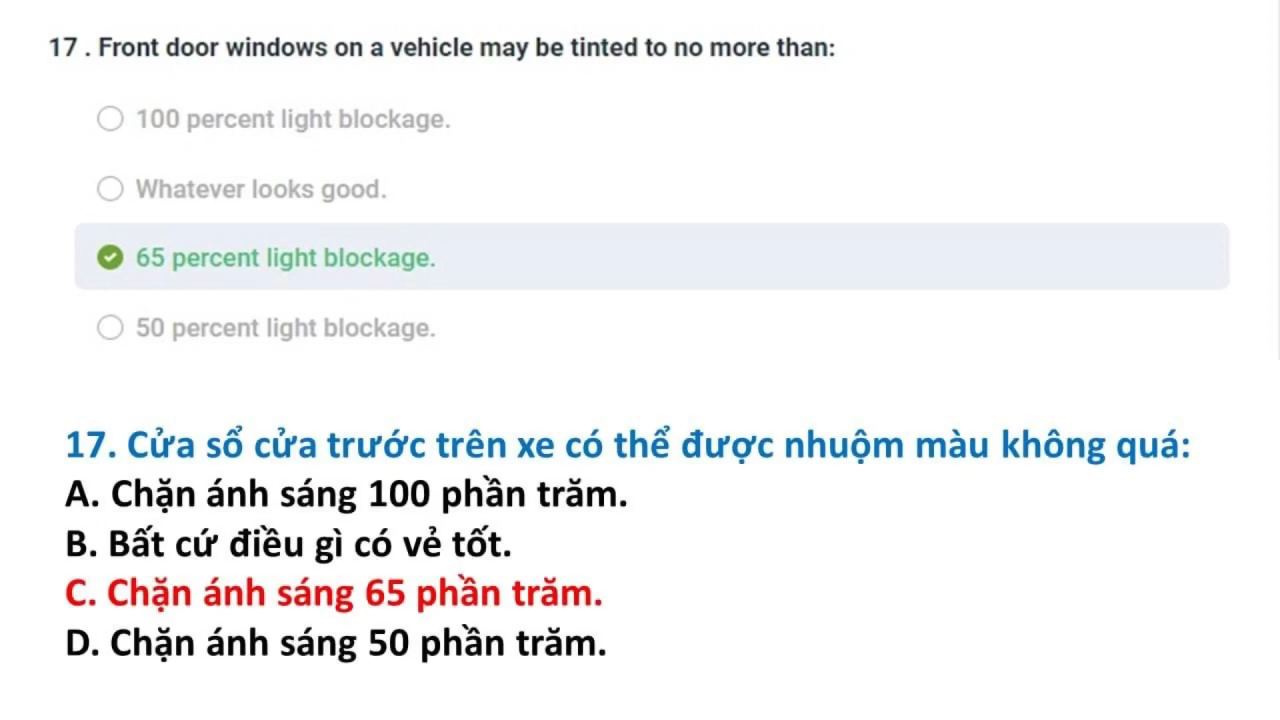 17 . Front door windows on a vehicle may be tinted to no more than:
100 percent light blockage.
Whatever looks good.
65 percent light blockage.
50 percent light blockage.
17. Cửa sổ cửa trước trên xe có thể được nhuộm màu không quá:
A. Chặn ánh sáng 100 phần trăm.
B. Bất cứ điều gì có vẻ tốt.
C. Chặn ánh sáng 65 phần trăm.
D. Chặn ánh sáng 50 phần trăm.